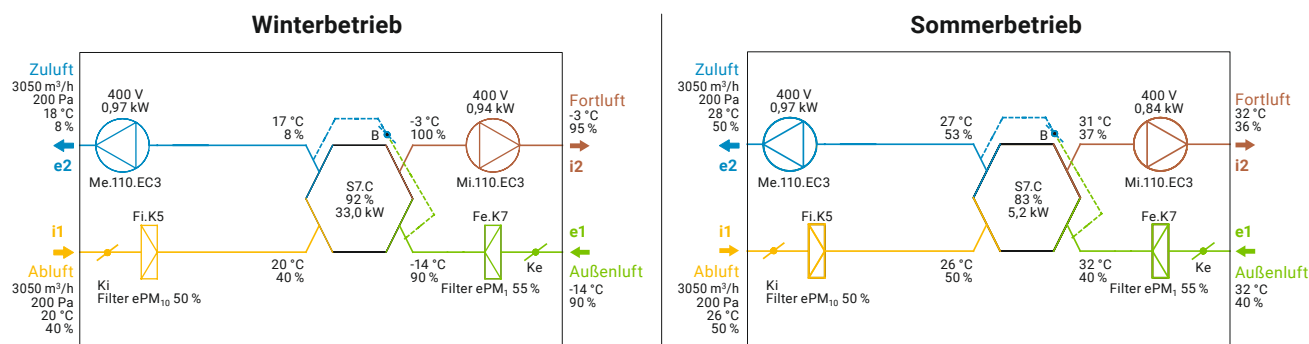 Winterbetrieb
Zuluft
3050 m³/h
200 Pa
18 °C
8 %
e2
400 V
0,97 kW
Me.110.EC3
17 °C
8 %
B
-3 °C
100 %
400 V
0,94 kW
Mi.110.EC3
Fortluft
-3 °C
95 %
i2
S7.C
92 %
33,0 kW
i1
Abluft
3050 m³/h
200 Pa
20 °C
40 %
Fi.K5
Ki
Filter ePM₁₀ 50 %
20 °C
40 %
-14 °C
90 %
Fe.K7
Filter ePM₁ 55 %
Ke
e1
Außenluft
-14 °C
90 %
Sommerbetrieb
Zuluft
3050 m³/h
200 Pa
28 °C
50 %
e2
400 V
0,97 kW
Me.110.EC3
27 °C
53 %
B
31 °C
37 %
400 V
0,84 kW
Mi.110.EC3
Fortluft
32 °C
36 %
i2
S7.C
83 %
5,2 kW
i1
Abluft
3050 m³/h
200 Pa
26 °C
50 %
Fi.K5
Ki
Filter ePM₁₀ 50 %
26 °C
50 %
32 °C
40 %
Fe.K7
Filter ePM₁ 55 %
Ke
e1
Außenluft
32 °C
40 %